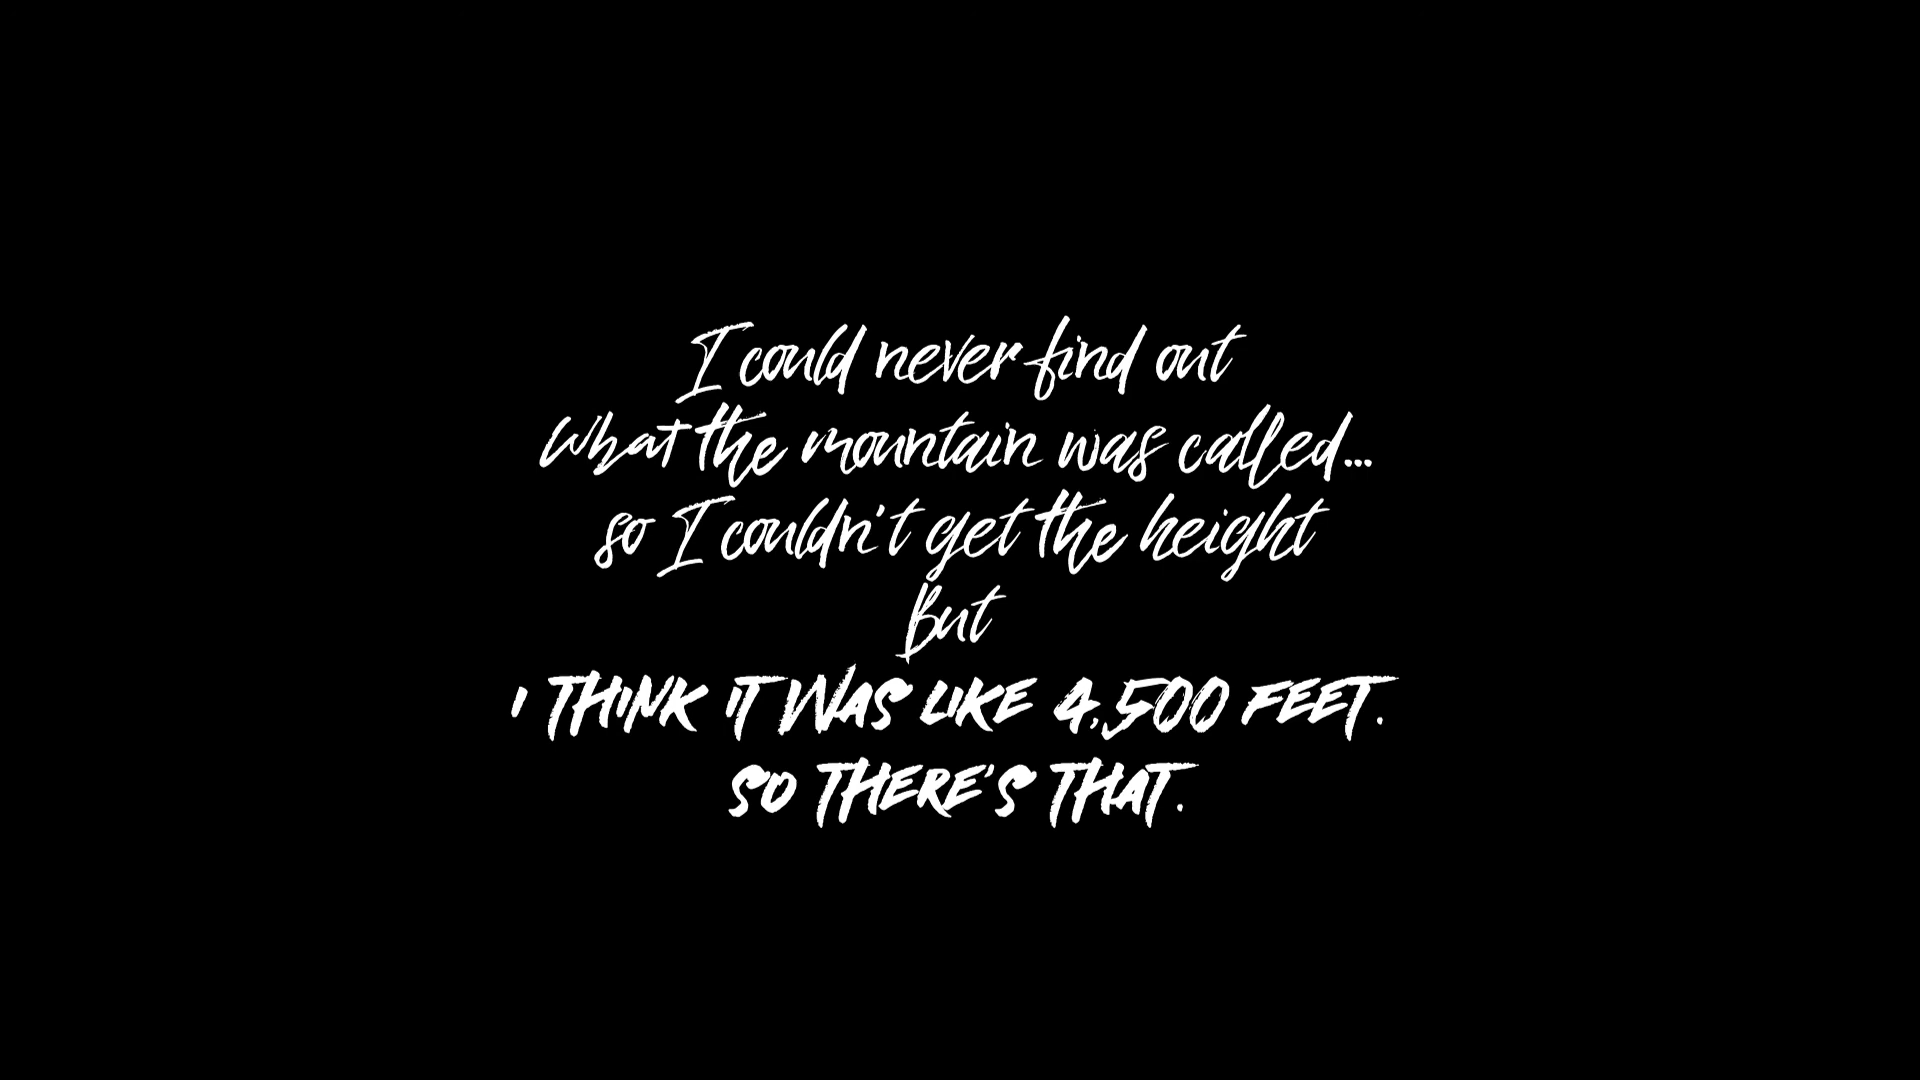 I could never find out
what the mountain was called...
so I couldn't get the height
But
I THINK IT WAS LIKE 4,500 FEET.
SO THERE'S THAT.